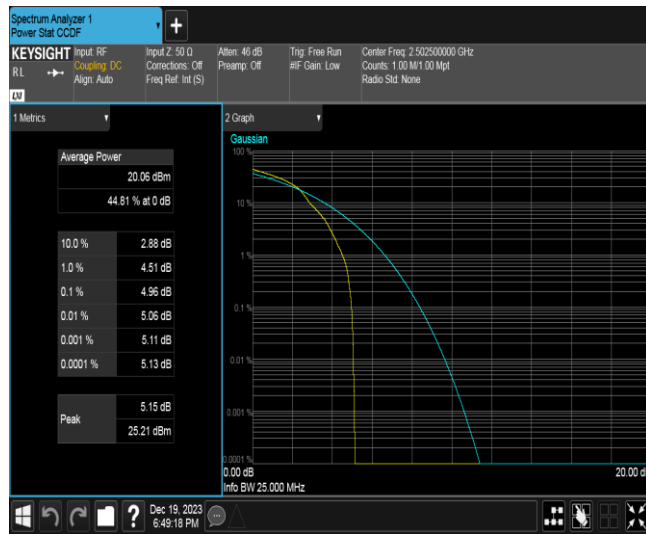 Spectrum Analyzer 1
Power Stat CCDF
+
KEYSIGHT
RL
LXI
Input: RF
Coupling: DC
Align: Auto
Input Z: 50 Ω
Corrections: Off
Freq Ref: Int (S)
Atten: 46 dB
Preamp: Off
Trig: Free Run
#IF Gain: Low
Center Freq: 2.502500000 GHz
Counts: 1.00 M/1.00 Mpt
Radio Std: None
1 Metrics
Average Power
20.06 dBm
44.81 % at 0 dB
10.0 % 2.88 dB
1.0 % 4.51 dB
0.1 % 4.96 dB
0.01 % 5.06 dB
0.001 % 5.11 dB
0.0001 % 5.13 dB
Peak
5.15 dB
25.21 dBm
2 Graph
Gaussian
100 %
10 %
1 %
0.1 %
0.01 %
0.001 %
0.0001 %
0.00 dB
20.00 d
Info BW 25.000 MHz
?
Dec 19, 2023
6:49:18 PM